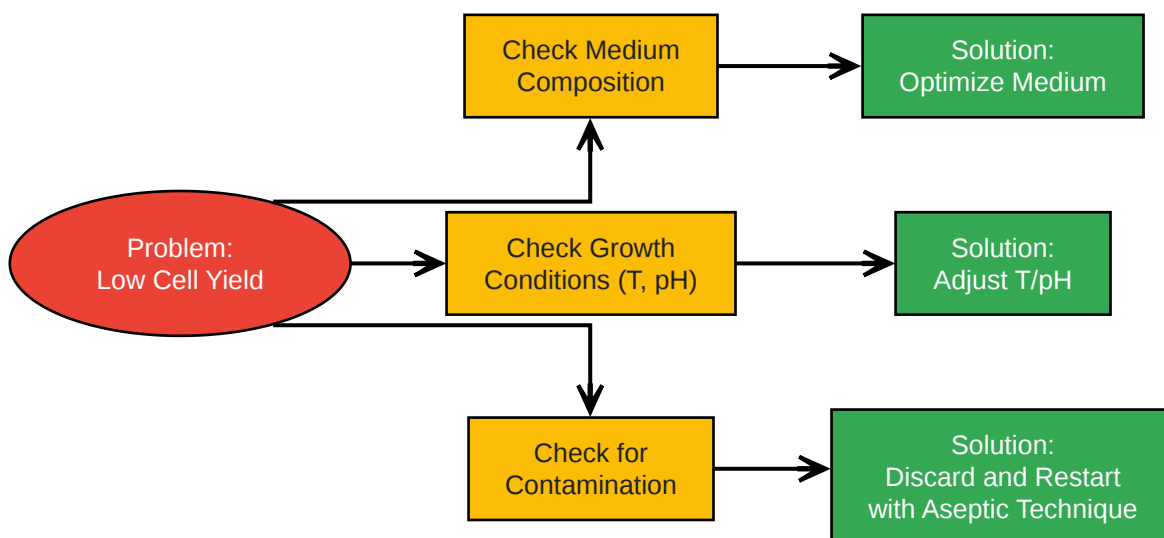 Check Medium
Composition
Solution:
Optimize Medium
Problem:
Low Cell Yield
Check Growth
Conditions (T, pH)
Solution:
Adjust T/pH
Check for
Contamination
Solution:
Discard and Restart
with Aseptic Technique